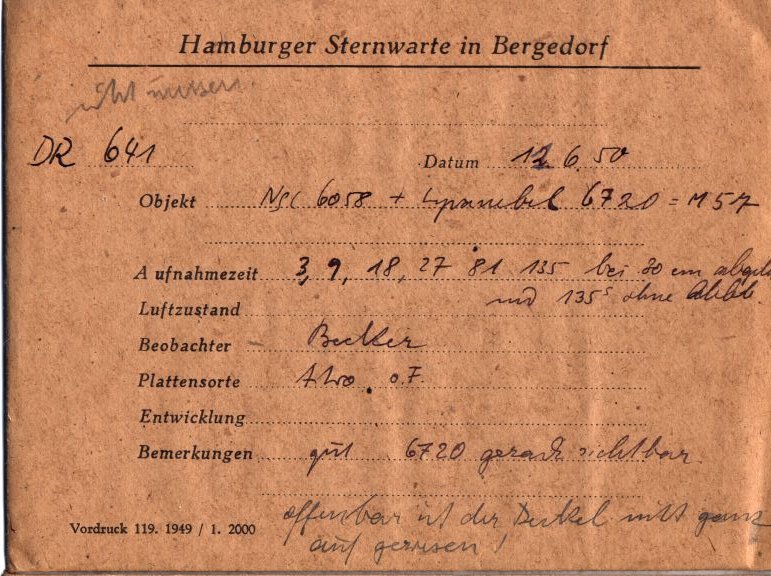 Hamburger Sternwarte in Bergedorf
nicht messen
DR 641
Datum 12 6. 50
Objekt NGC 6058 + 6720 = M 57
Aufnahmezeit 3, 9, 18, 27 81 135 bei 30 cm abgebl
Luftzustand und 135ˢ ohne Abbl.
Beobachter Becker
Plattensorte
Entwicklung
Bemerkungen gut 6720 gerade sichtbar
offenbar ist der Deckel nicht ganz
auf gewesen!
Vordruck 119. 1949 / 1. 2000